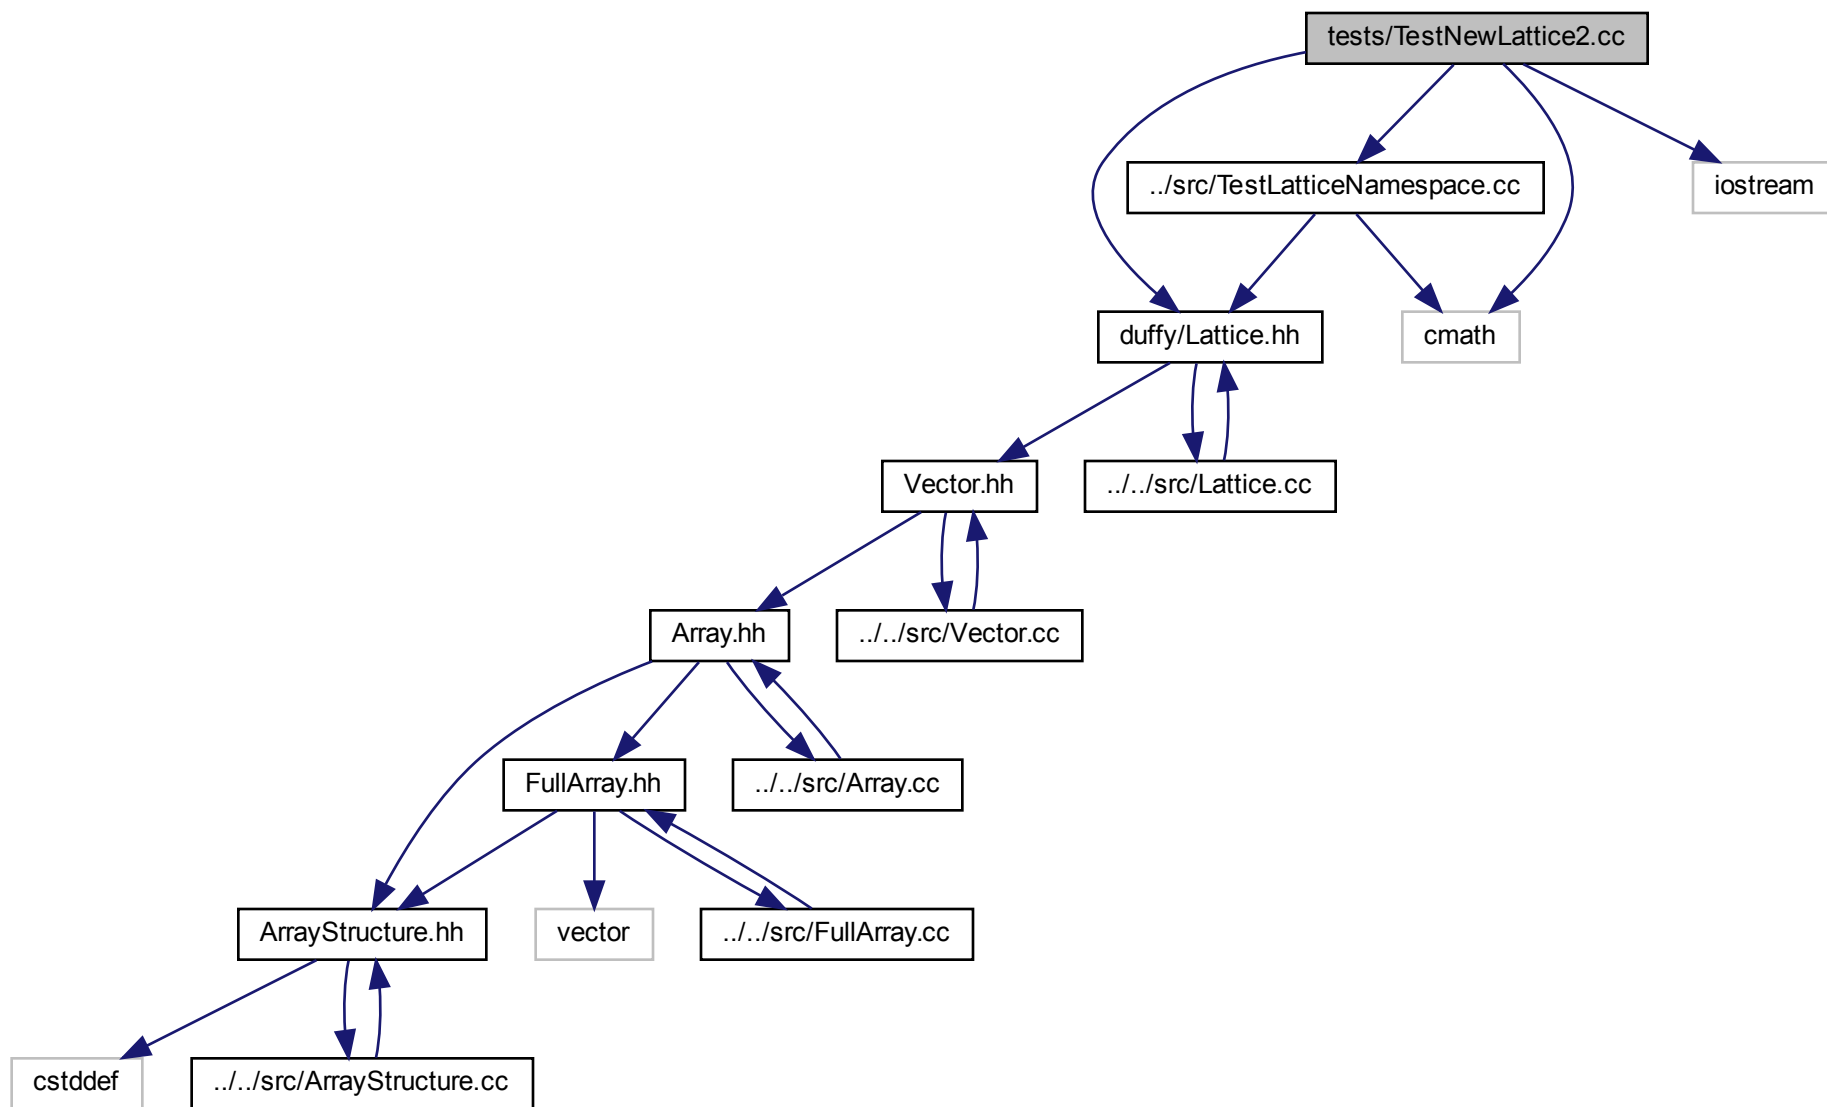 tests/TestNewLattice2.cc
../src/TestLatticeNamespace.cc
iostream
duffy/Lattice.hh
cmath
Vector.hh
../../src/Lattice.cc
Array.hh
../../src/Vector.cc
FullArray.hh
../../src/Array.cc
ArrayStructure.hh
vector
../../src/FullArray.cc
cstddef
../../src/ArrayStructure.cc